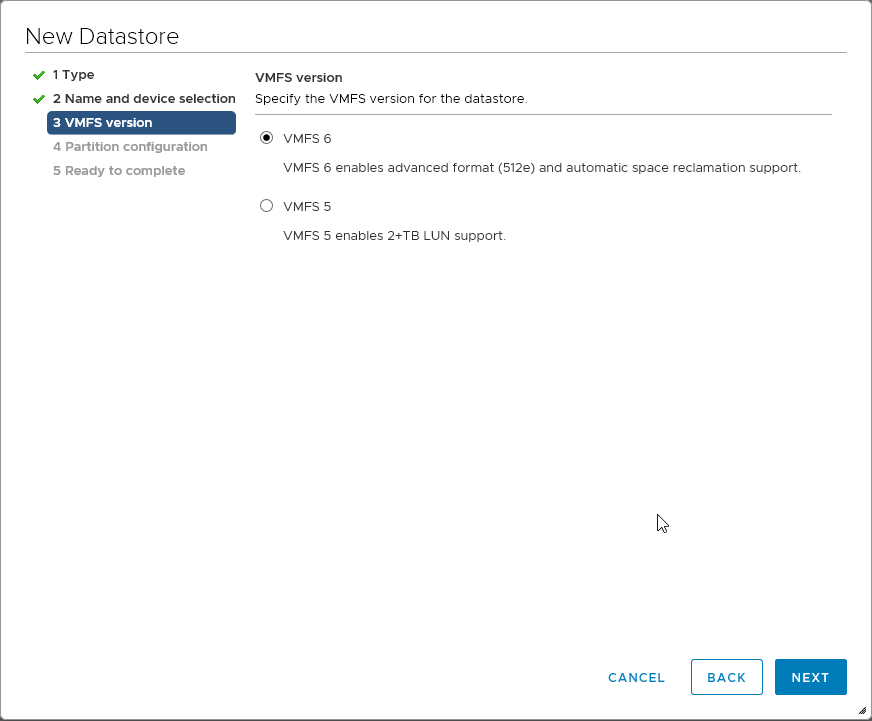 New Datastore
1 Type
2 Name and device selection
3 VMFS version
4 Partition configuration
5 Ready to complete
VMFS version
Specify the VMFS version for the datastore.
VMFS 6
VMFS 6 enables advanced format (512e) and automatic space reclamation support.
VMFS 5
VMFS 5 enables 2+TB LUN support.
CANCEL
BACK
NEXT